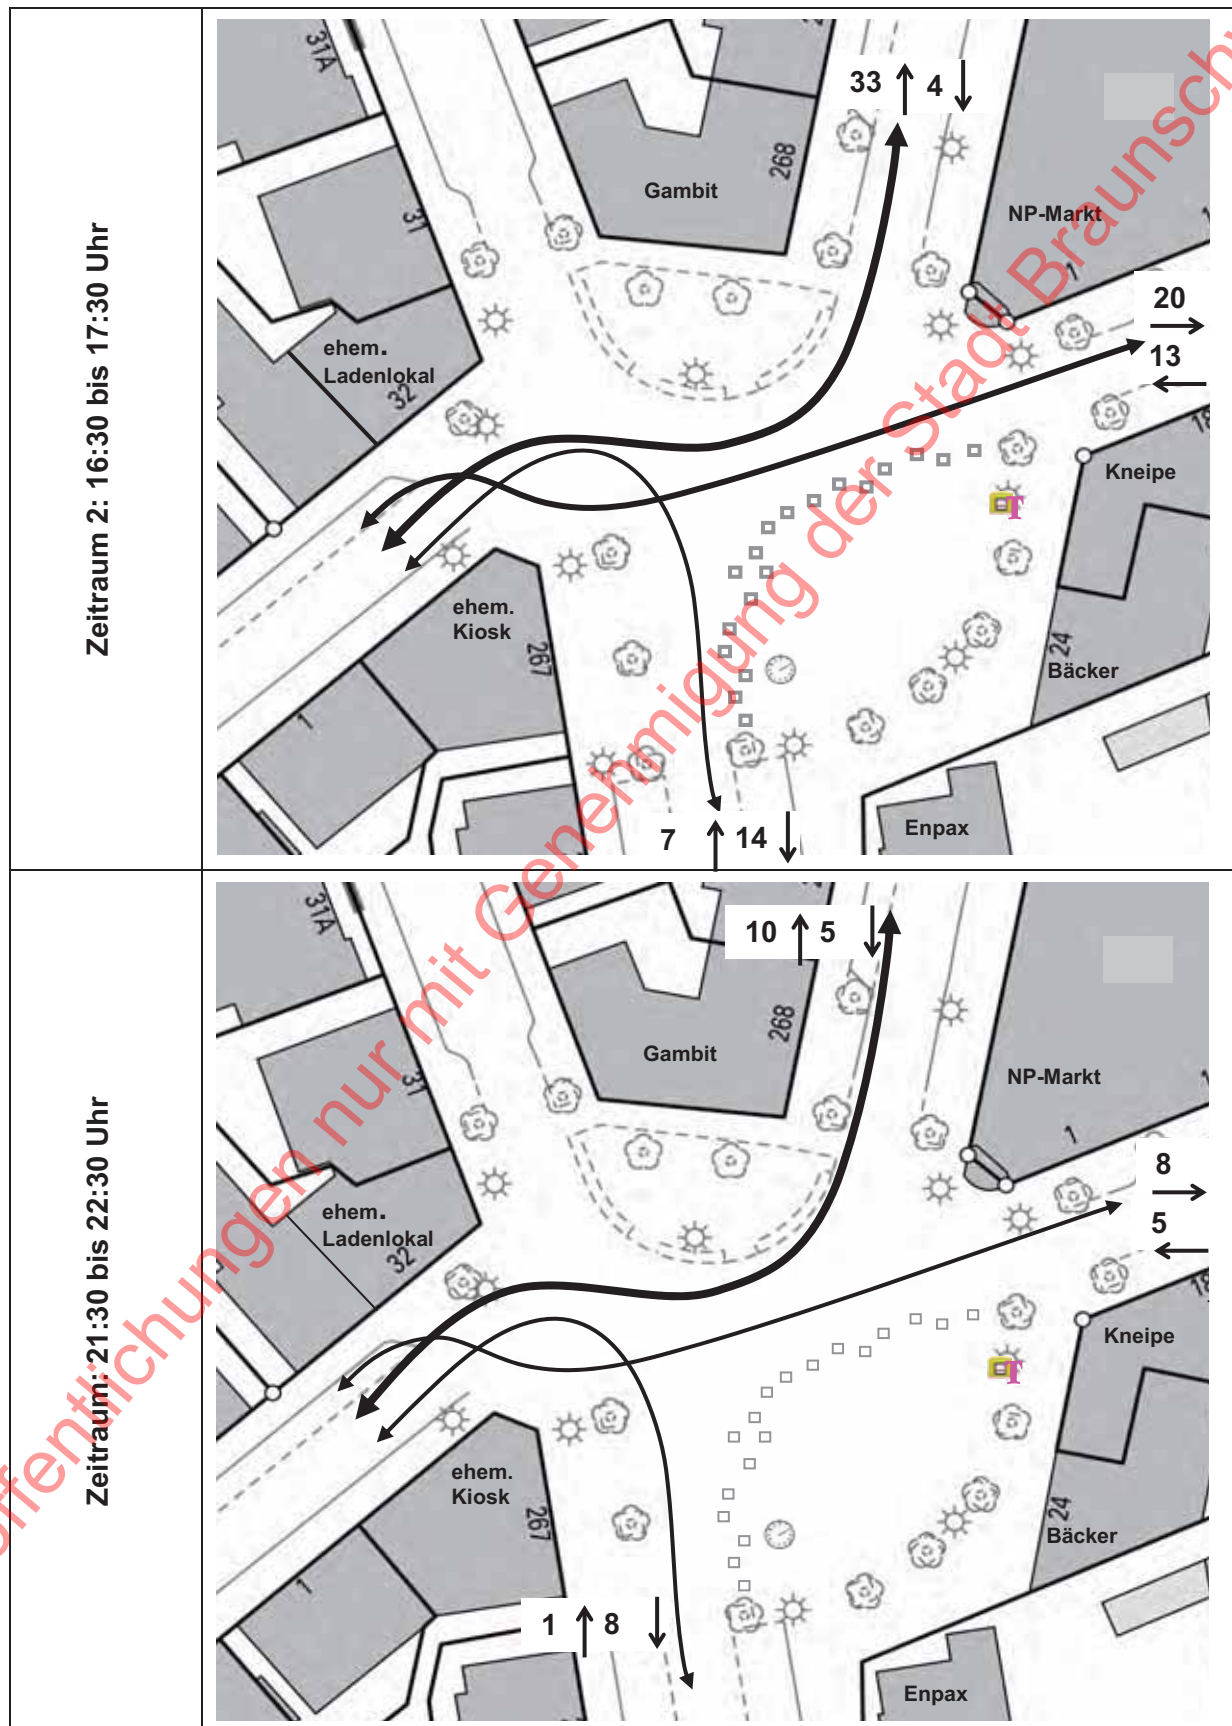 Zeitraum 2: 16:30 bis 17:30 Uhr
31A
33 4
268
Gambit
NP-Markt
31
1
20
13
ehem.
Ladenlokal
32
18
Kneipe
T
ehem.
Kiosk
267
24
Bäcker
1
Enpax
7 14
Zeitraum: 21:30 bis 22:30 Uhr
31A
10 5
268
Gambit
NP-Markt
31
1
8
5
ehem.
Ladenlokal
32
18
Kneipe
T
ehem.
Kiosk
267
24
Bäcker
1
1 8
Enpax
ffentlichungen nur mit Genehmigung der Stadt Braunschw